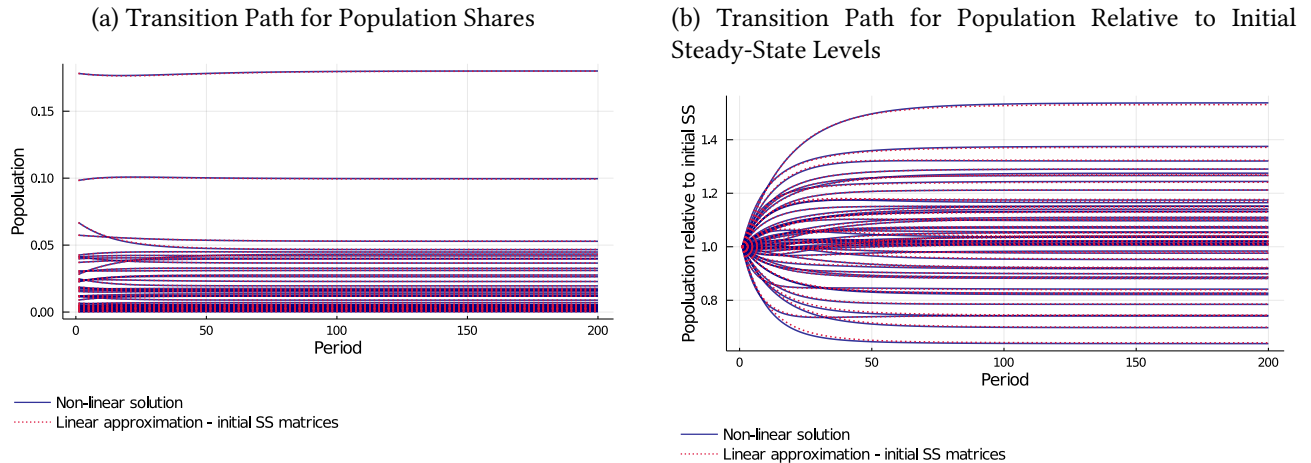 (a) Transition Path for Population Shares
Popoluation
0.15
0.10
0.05
0.00
0
50
100
150
200
Period
Non-linear solution
Linear approximation - initial SS matrices
(b) Transition Path for Population Relative to Initial
Steady-State Levels
Popoluation relative to initial SS
1.4
1.2
1.0
0.8
0
50
100
150
200
Period
Non-linear solution
Linear approximation - initial SS matrices